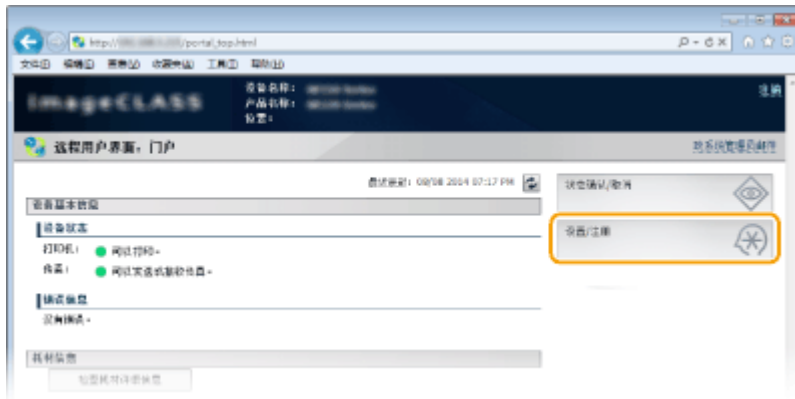 http:// /portal_top.html
文件(F) 编辑(E) 查看(V) 收藏夹(A) 工具(T) 帮助(H)
imageCLASS
设备名称:
产品名称:
位置:
注销
远程用户界面: 门户
致系统管理员邮件
最近更新: 08/08 2014 07:17 PM
设备基本信息
设备状态
打印机: 可以打印。
传真: 可以发送或接收传真。
错误信息
没有错误。
耗材信息
检查耗材详细信息
状态确认/取消
设置/注册